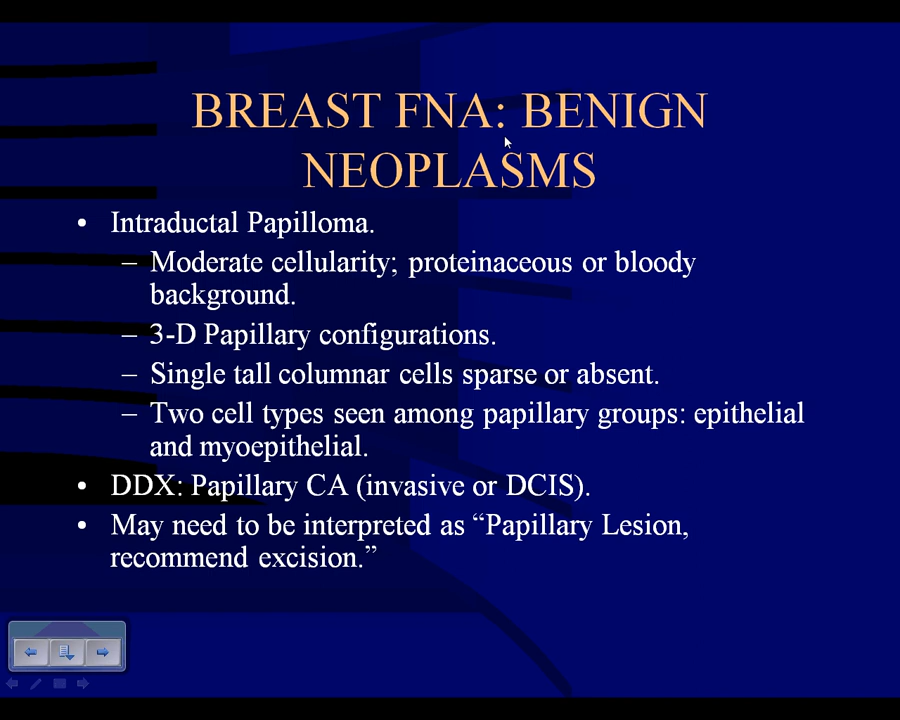 BREAST FNA: BENIGN
NEOPLASMS
• Intraductal Papilloma.
– Moderate cellularity; proteinaceous or bloody
background.
– 3-D Papillary configurations.
– Single tall columnar cells sparse or absent.
– Two cell types seen among papillary groups: epithelial
and myoepithelial.
• DDX: Papillary CA (invasive or DCIS).
• May need to be interpreted as “Papillary Lesion,
recommend excision.”